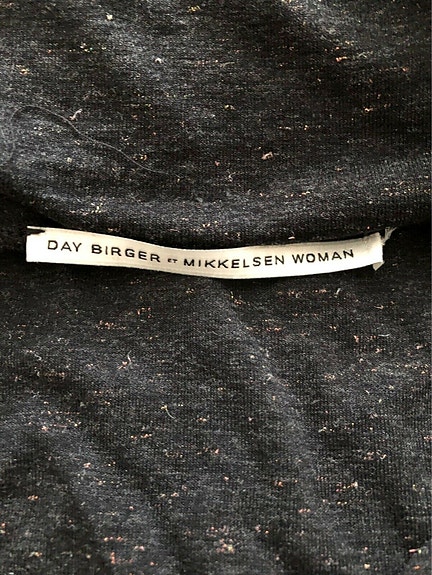 DAY BIRGER ET MIKKELSEN WOMAN